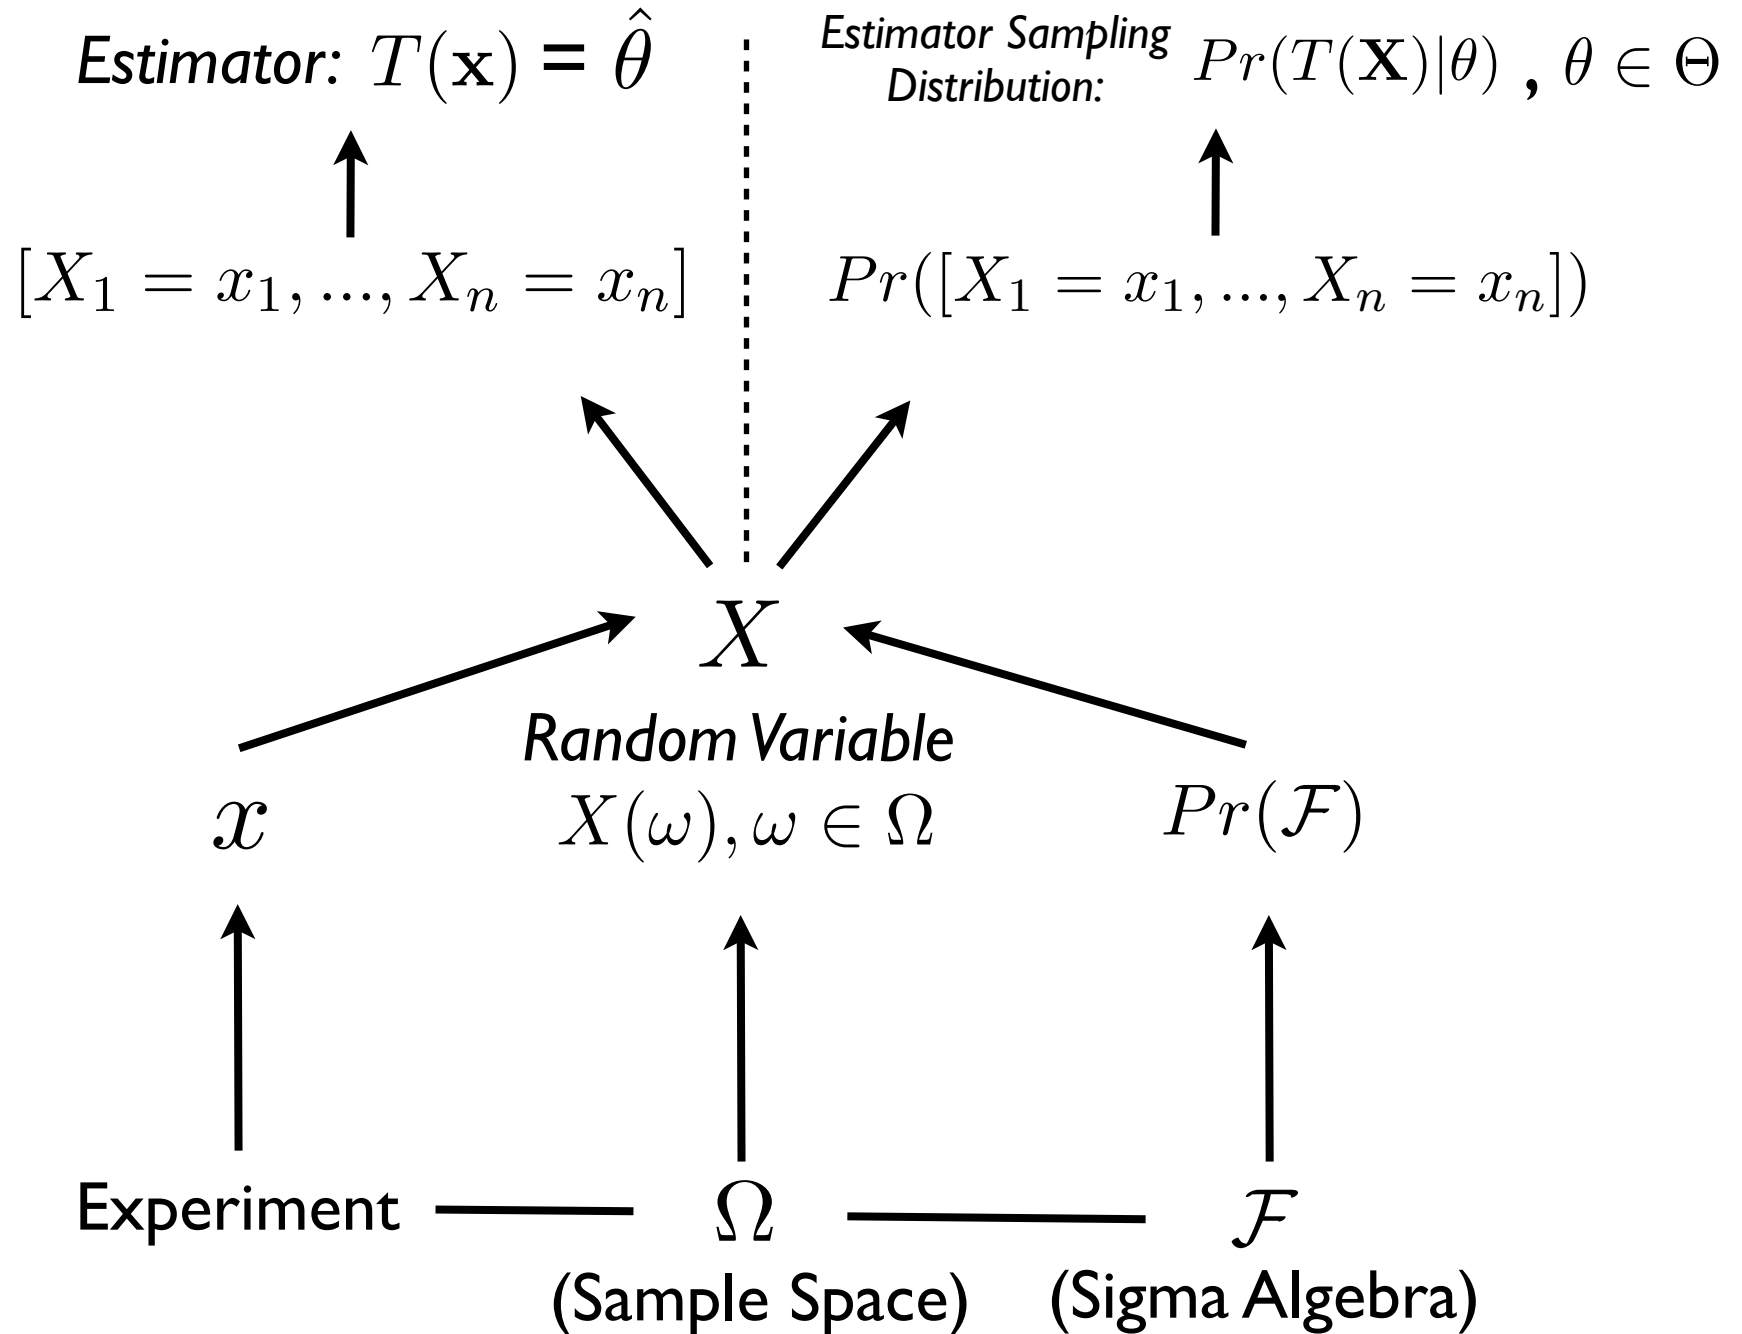 Estimator: T(𝐱) = θ̂
Estimator Sampling
Distribution: Pr(T(𝐗)|θ) , θ ∈ Θ
[X₁ = x₁, ..., Xₙ = xₙ]
Pr([X₁ = x₁, ..., Xₙ = xₙ])
X
Random Variable
x
X(ω), ω ∈ Ω
Pr(ℱ)
Experiment
Ω
ℱ
(Sample Space)
(Sigma Algebra)